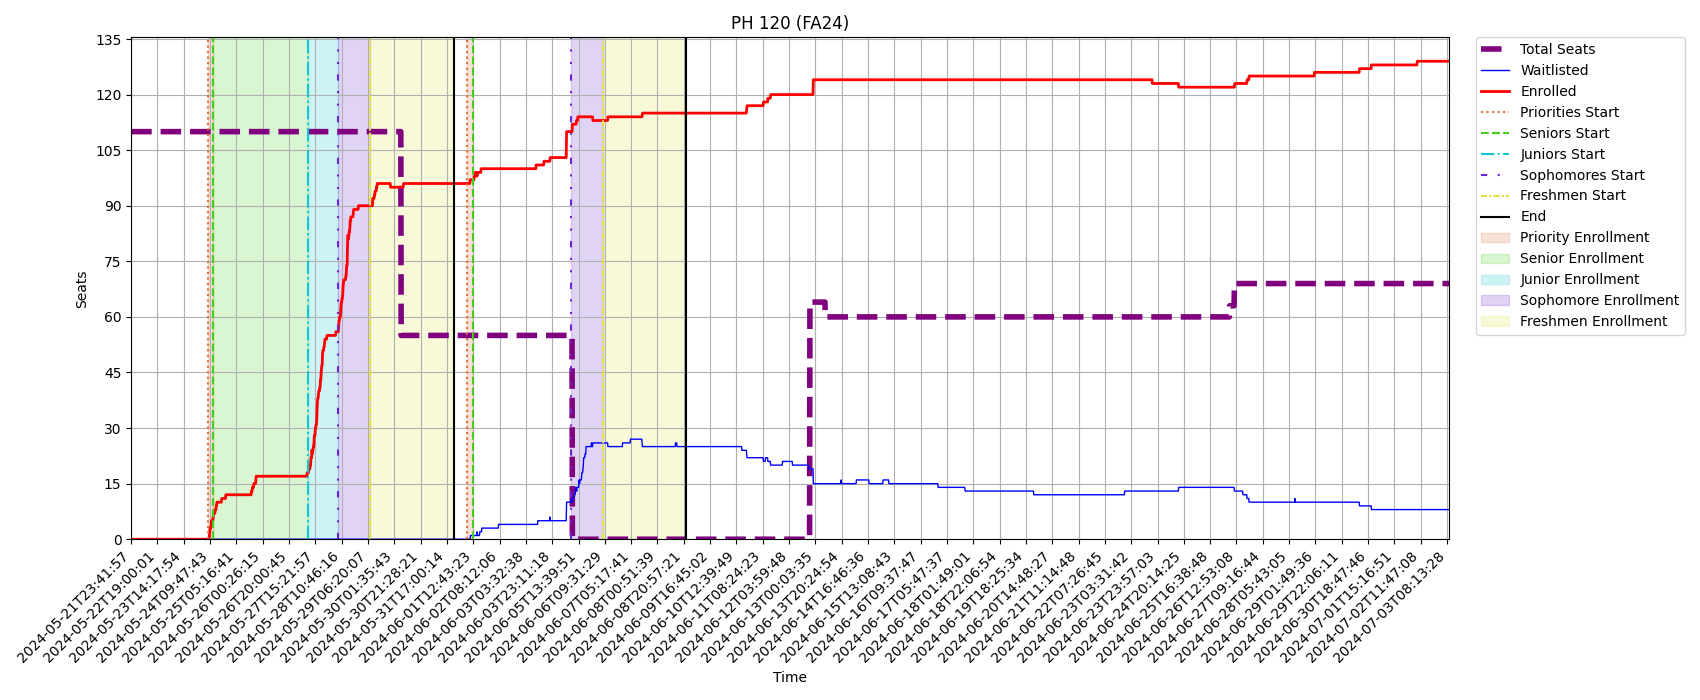 PH 120 (FA24)
135
120
105
90
75
60
45
30
15
0
Seats
2024-05-21T23:41:57
2024-05-22T19:00:01
2024-05-23T14:17:54
2024-05-24T09:47:43
2024-05-25T05:16:41
2024-05-26T00:26:15
2024-05-26T20:00:45
2024-05-27T15:21:57
2024-05-28T10:46:16
2024-05-29T06:20:07
2024-05-30T01:35:43
2024-05-30T21:28:21
2024-05-31T17:00:14
2024-06-01T12:43:23
2024-06-02T08:12:06
2024-06-03T03:32:38
2024-06-03T23:11:18
2024-06-05T13:39:51
2024-06-06T09:31:29
2024-06-07T05:17:41
2024-06-08T00:51:39
2024-06-08T20:57:21
2024-06-09T16:45:02
2024-06-10T12:39:49
2024-06-11T08:24:23
2024-06-12T03:59:48
2024-06-13T00:03:35
2024-06-13T20:24:54
2024-06-14T16:46:36
2024-06-15T13:08:43
2024-06-16T09:37:47
2024-06-17T05:47:37
2024-06-18T01:49:01
2024-06-18T22:06:54
2024-06-19T18:25:34
2024-06-20T14:48:27
2024-06-21T11:14:48
2024-06-22T07:26:45
2024-06-23T03:31:42
2024-06-23T23:57:03
2024-06-24T20:14:25
2024-06-25T16:38:48
2024-06-26T12:53:08
2024-06-27T09:16:44
2024-06-28T05:43:05
2024-06-29T01:49:36
2024-06-29T22:06:11
2024-06-30T18:47:46
2024-07-01T15:16:51
2024-07-02T11:47:08
2024-07-03T08:13:28
Time
Total Seats
Waitlisted
Enrolled
Priorities Start
Seniors Start
Juniors Start
Sophomores Start
Freshmen Start
End
Priority Enrollment
Senior Enrollment
Junior Enrollment
Sophomore Enrollment
Freshmen Enrollment